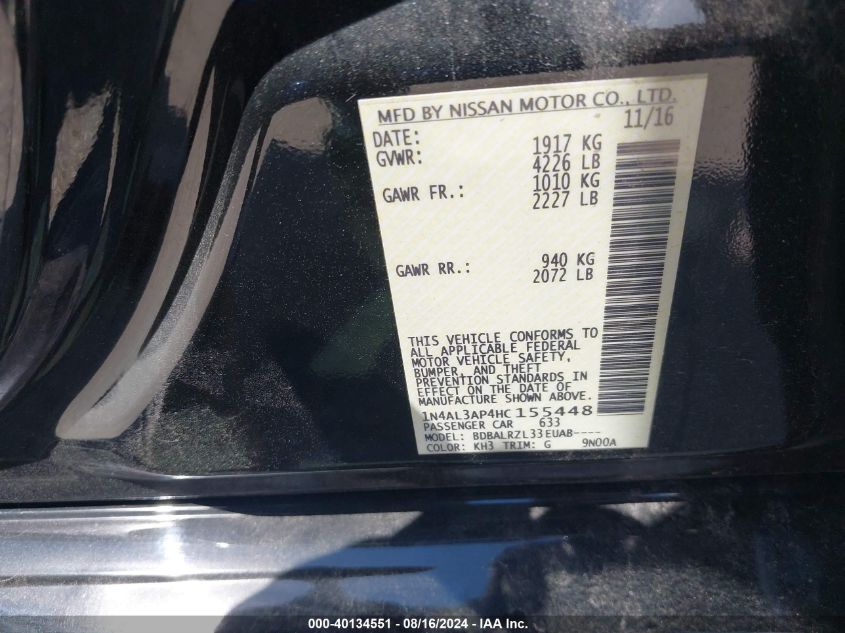 MFD BY NISSAN MOTOR CO., LTD.
11/16
DATE:
GVWR: 1917 KG
4226 LB
GAWR FR.: 1010 KG
2227 LB
GAWR RR.: 940 KG
2072 LB
THIS VEHICLE CONFORMS TO
ALL APPLICABLE FEDERAL
MOTOR VEHICLE SAFETY,
BUMPER, AND THEFT
PREVENTION STANDARDS IN
EFFECT ON THE DATE OF
MANUFACTURE SHOWN ABOVE.
1N4AL3AP4HC155448
PASSENGER CAR 633
MODEL: BDBALRZL33EUAB----
COLOR: KH3 TRIM: G 9N00A
000-40134551 - 08/16/2024 - IAA Inc.